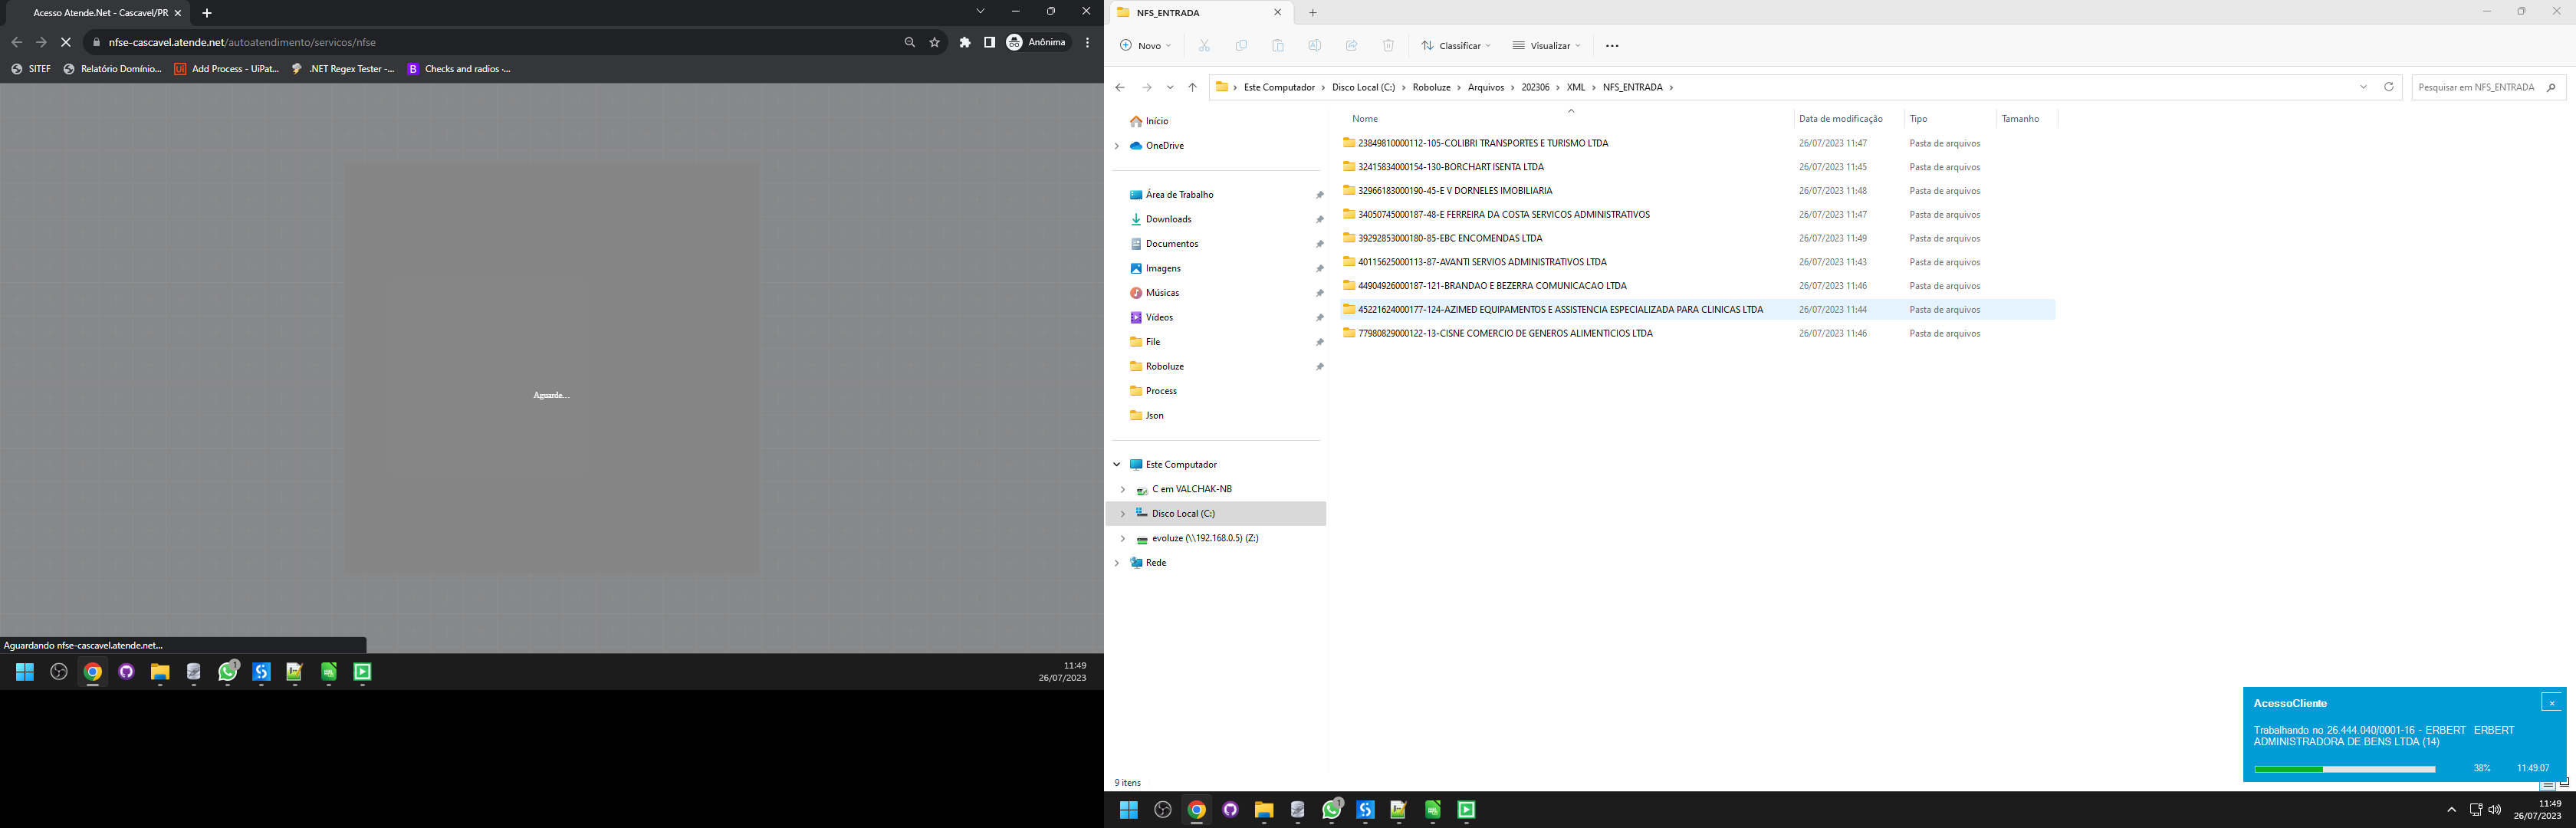 Acesso Atende.Net - Cascavel/PR
nfse-cascavel.atende.net/autoatendimento/servicos/nfse
Anônima
SITEF
Relatório Domínio...
Add Process - UiPat...
.NET Regex Tester -...
Checks and radios ·...
Aguarde...
Aguardando nfse-cascavel.atende.net...
1
11:49
26/07/2023
NFS_ENTRADA
Novo
Classificar
Visualizar
Este Computador > Disco Local (C:) > Roboluze > Arquivos > 202306 > XML > NFS_ENTRADA >
Pesquisar em NFS_ENTRADA
Início
OneDrive
Área de Trabalho
Downloads
Documentos
Imagens
Músicas
Vídeos
File
Roboluze
Process
Json
Este Computador
C em VALCHAK-NB
Disco Local (C:)
evoluze (\\192.168.0.5) (Z:)
Rede
Nome Data de modificação Tipo Tamanho
23849810000112-105-COLIBRI TRANSPORTES E TURISMO LTDA 26/07/2023 11:47 Pasta de arquivos
32415834000154-130-BORCHART ISENTA LTDA 26/07/2023 11:45 Pasta de arquivos
32966183000190-45-E V DORNELES IMOBILIARIA 26/07/2023 11:48 Pasta de arquivos
34050745000187-48-E FERREIRA DA COSTA SERVICOS ADMINISTRATIVOS 26/07/2023 11:47 Pasta de arquivos
39292853000180-85-EBC ENCOMENDAS LTDA 26/07/2023 11:49 Pasta de arquivos
40115625000113-87-AVANTI SERVIOS ADMINISTRATIVOS LTDA 26/07/2023 11:43 Pasta de arquivos
44904926000187-121-BRANDAO E BEZERRA COMUNICACAO LTDA 26/07/2023 11:46 Pasta de arquivos
45221624000177-124-AZIMED EQUIPAMENTOS E ASSISTENCIA ESPECIALIZADA PARA CLINICAS LTDA 26/07/2023 11:44 Pasta de arquivos
77980829000122-13-CISNE COMERCIO DE GENEROS ALIMENTICIOS LTDA 26/07/2023 11:46 Pasta de arquivos
9 itens
AcessoCliente
Trabalhando no 26.444.040/0001-16 - ERBERT ERBERT
ADMINISTRADORA DE BENS LTDA (14)
38% 11:49:07
1
11:49
26/07/2023